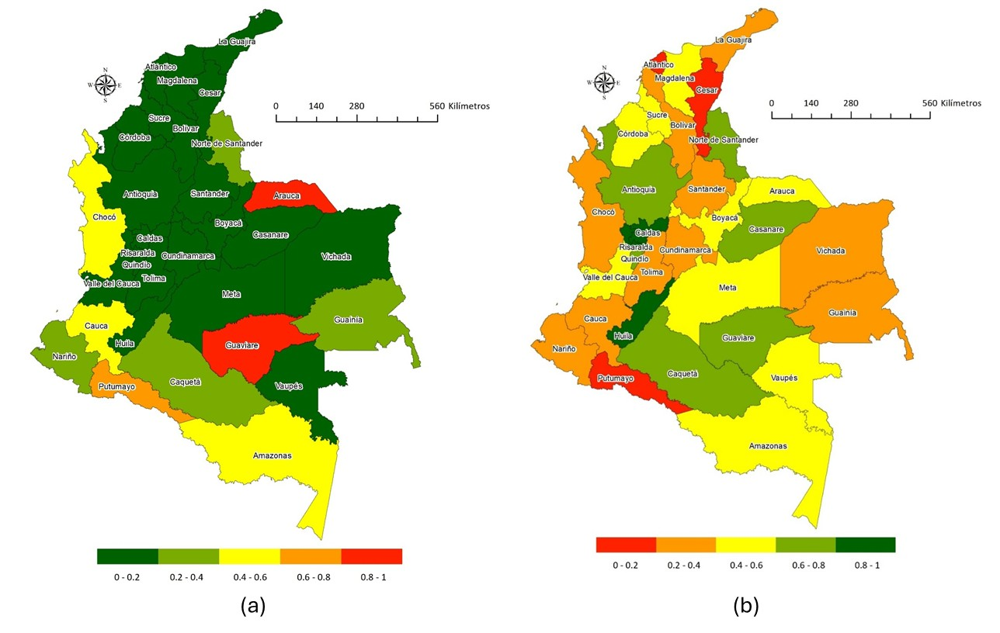 La Guajira
Atlántico
Magdalena
Cesar
N
W E
S
0 140 280 560 Kilímetros
Sucre
Bolivar
Córdoba
Norte de Santander
Antioquia
Santander
Arauca
Chocó
Boyacá
Casanare
Caldas
Risaralda
Cundinamarca
Vichada
Quindío
Tolima
Valle del Cauca
Meta
Cauca
Guainía
Huila
Guaviare
Nariño
Putumayo
Caquetá
Vaupés
Amazonas
0 - 0.2 0.2 - 0.4 0.4 - 0.6 0.6 - 0.8 0.8 - 1
(a)
La Guajira
Atlántico
Magdalena
Cesar
N
W E
S
0 140 280 560 Kilímetros
Sucre
Bolivar
Córdoba
Norte de Santander
Antioquia
Santander
Arauca
Chocó
Boyacá
Casanare
Caldas
Risaralda
Cundinamarca
Vichada
Quindío
Tolima
Valle del Cauca
Meta
Cauca
Guainía
Huila
Guaviare
Nariño
Putumayo
Caquetá
Vaupés
Amazonas
0 - 0.2 0.2 - 0.4 0.4 - 0.6 0.6 - 0.8 0.8 - 1
(b)